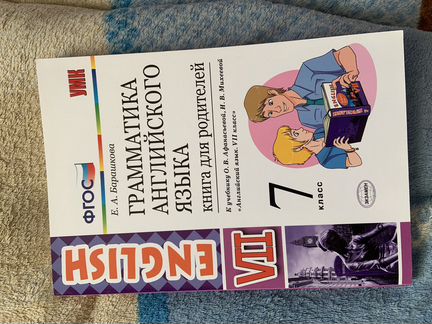 УМК
ФГОС
Е. А. Барашкова
ГРАММАТИКА
АНГЛИЙСКОГО
ЯЗЫКА
книга для родителей
К учебнику О. В. Афанасьевой, И. В. Михеевой
«Английский язык. VII класс»
7
класс
ЭКЗАМЕН
ENGLISH
VII